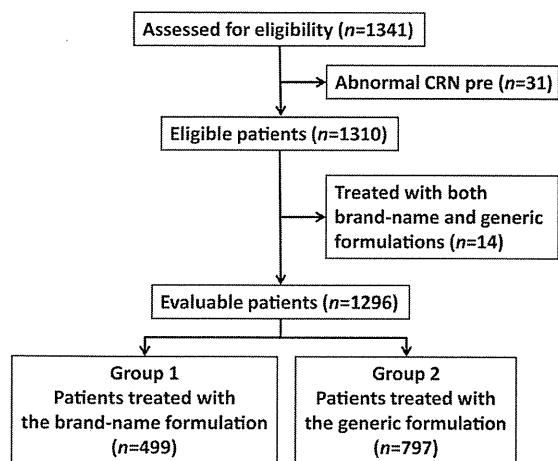 Assessed for eligibility (n=1341)
Abnormal CRN pre (n=31)
Eligible patients (n=1310)
Treated with both
brand-name and generic
formulations (n=14)
Evaluable patients (n=1296)
Group 1
Patients treated with
the brand-name formulation
(n=499)
Group 2
Patients treated with
the generic formulation
(n=797)